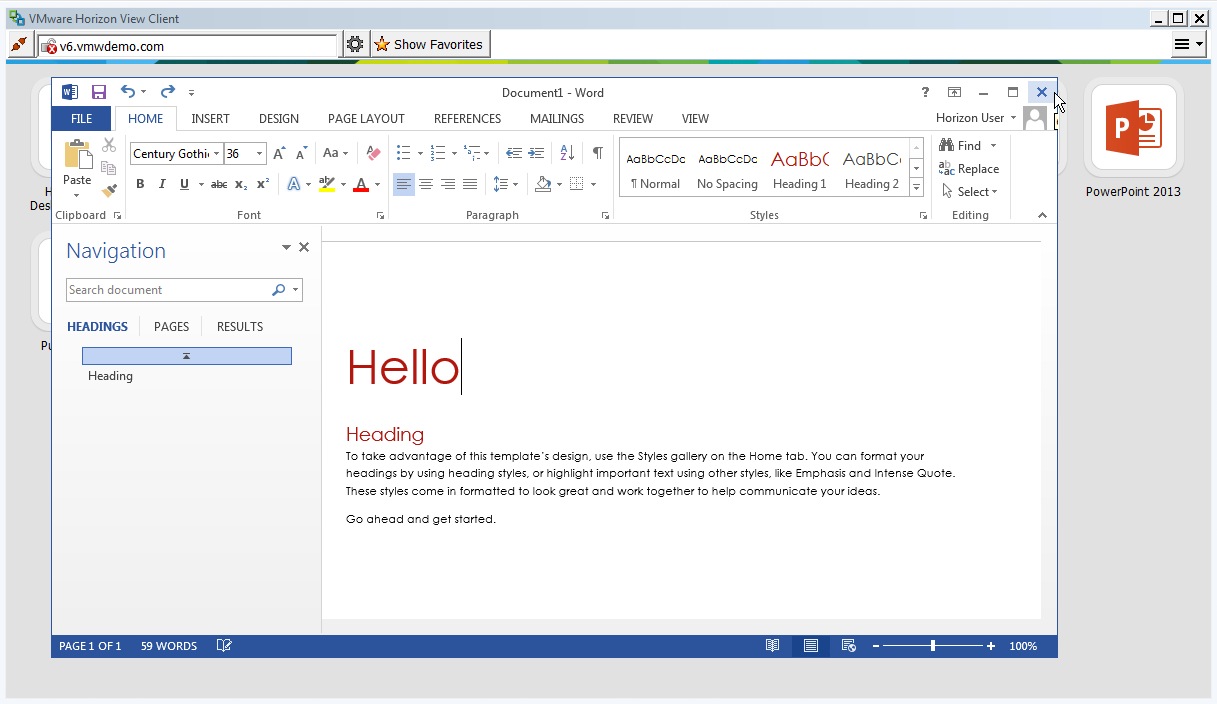 VMware Horizon View Client
v6.vmwdemo.com
Show Favorites
Document1 - Word
?
FILE HOME INSERT DESIGN PAGE LAYOUT REFERENCES MAILINGS REVIEW VIEW Horizon User
Century Gothi 36 Aa
Paste
B I U abc X₂ X² A A
AaBbCcDc AaBbCcDc AaBbC AaBbC
¶ Normal No Spacing Heading 1 Heading 2
Find
Replace
Select
Clipboard Font Paragraph Styles Editing
Navigation
Search document
HEADINGS PAGES RESULTS
Heading
Hello
Heading
To take advantage of this template's design, use the Styles gallery on the Home tab. You can format your
headings by using heading styles, or highlight important text using other styles, like Emphasis and Intense Quote.
These styles come in formatted to look great and work together to help communicate your ideas.
Go ahead and get started.
PAGE 1 OF 1 59 WORDS 100%
P
PowerPoint 2013